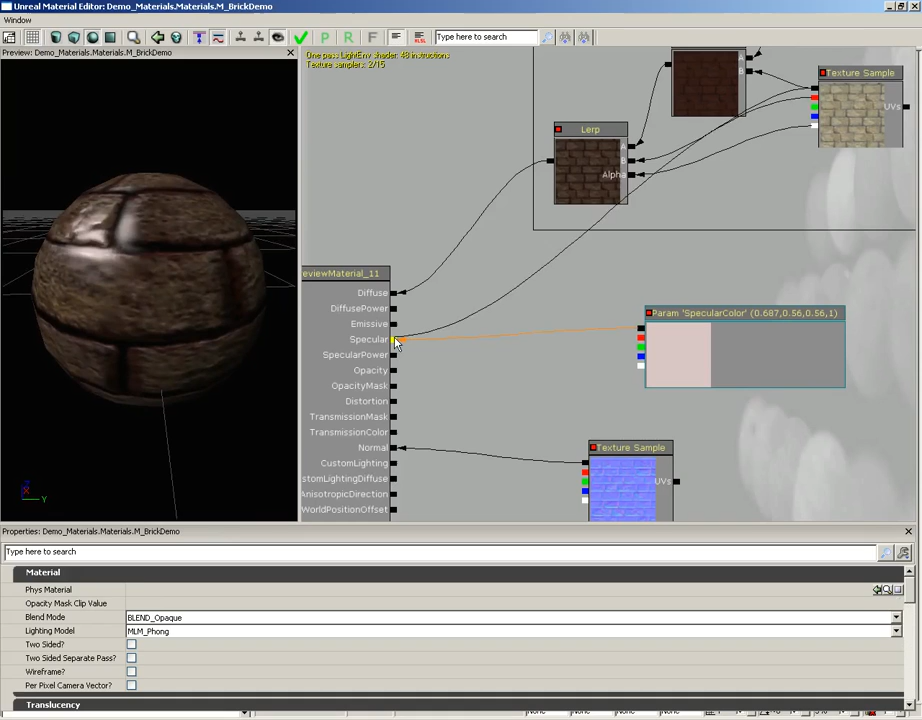 Unreal Material Editor: Demo_Materials.Materials.M_BrickDemo
Window
P R F HLSL Type here to search
Preview: Demo_Materials.Materials.M_BrickDemo
One pass LightEnv shader: 48 instructions
Texture samplers: 2/15
Texture Sample
UVs
B
Lerp
A
B
Alpha
eviewMaterial_11
Diffuse
DiffusePower
Emissive
Specular
SpecularPower
Opacity
OpacityMask
Distortion
TransmissionMask
TransmissionColor
Normal
CustomLighting
stomLightingDiffuse
AnisotropicDirection
WorldPositionOffset
Param 'SpecularColor' (0.687,0.56,0.56,1)
Texture Sample
UVs
Z
X
Y
Properties: Demo_Materials.Materials.M_BrickDemo
Type here to search
Material
Phys Material
Opacity Mask Clip Value
Blend Mode BLEND_Opaque
Lighting Model MLM_Phong
Two Sided?
Two Sided Separate Pass?
Wireframe?
Per Pixel Camera Vector?
Translucency